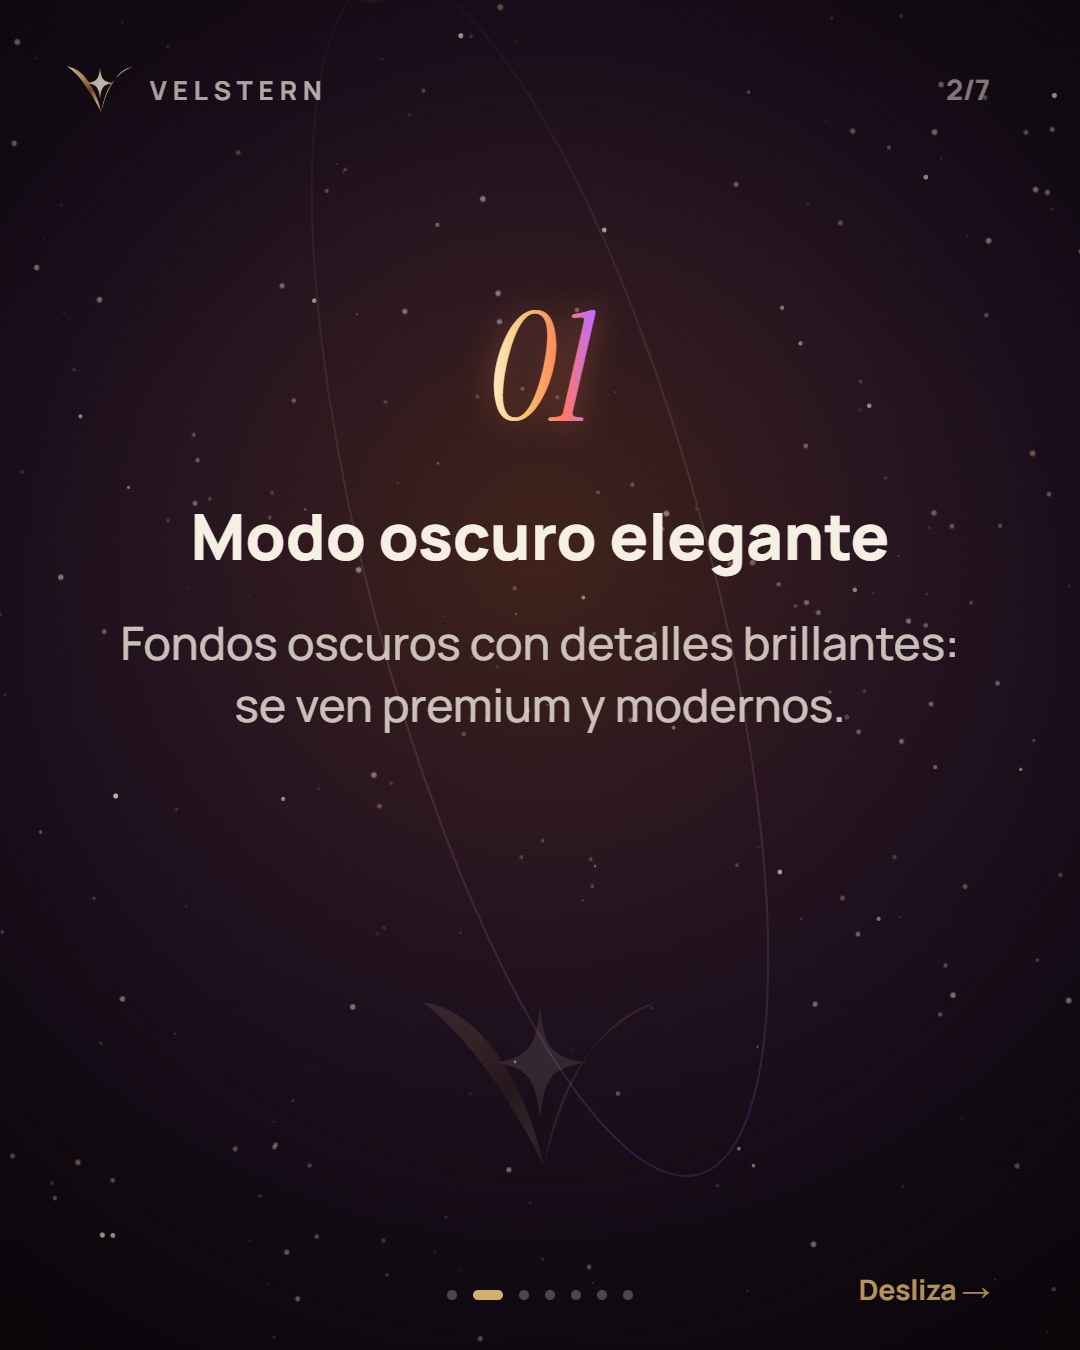 VELSTERN
2/7
01
Modo oscuro elegante
Fondos oscuros con detalles brillantes:
se ven premium y modernos.
Desliza →